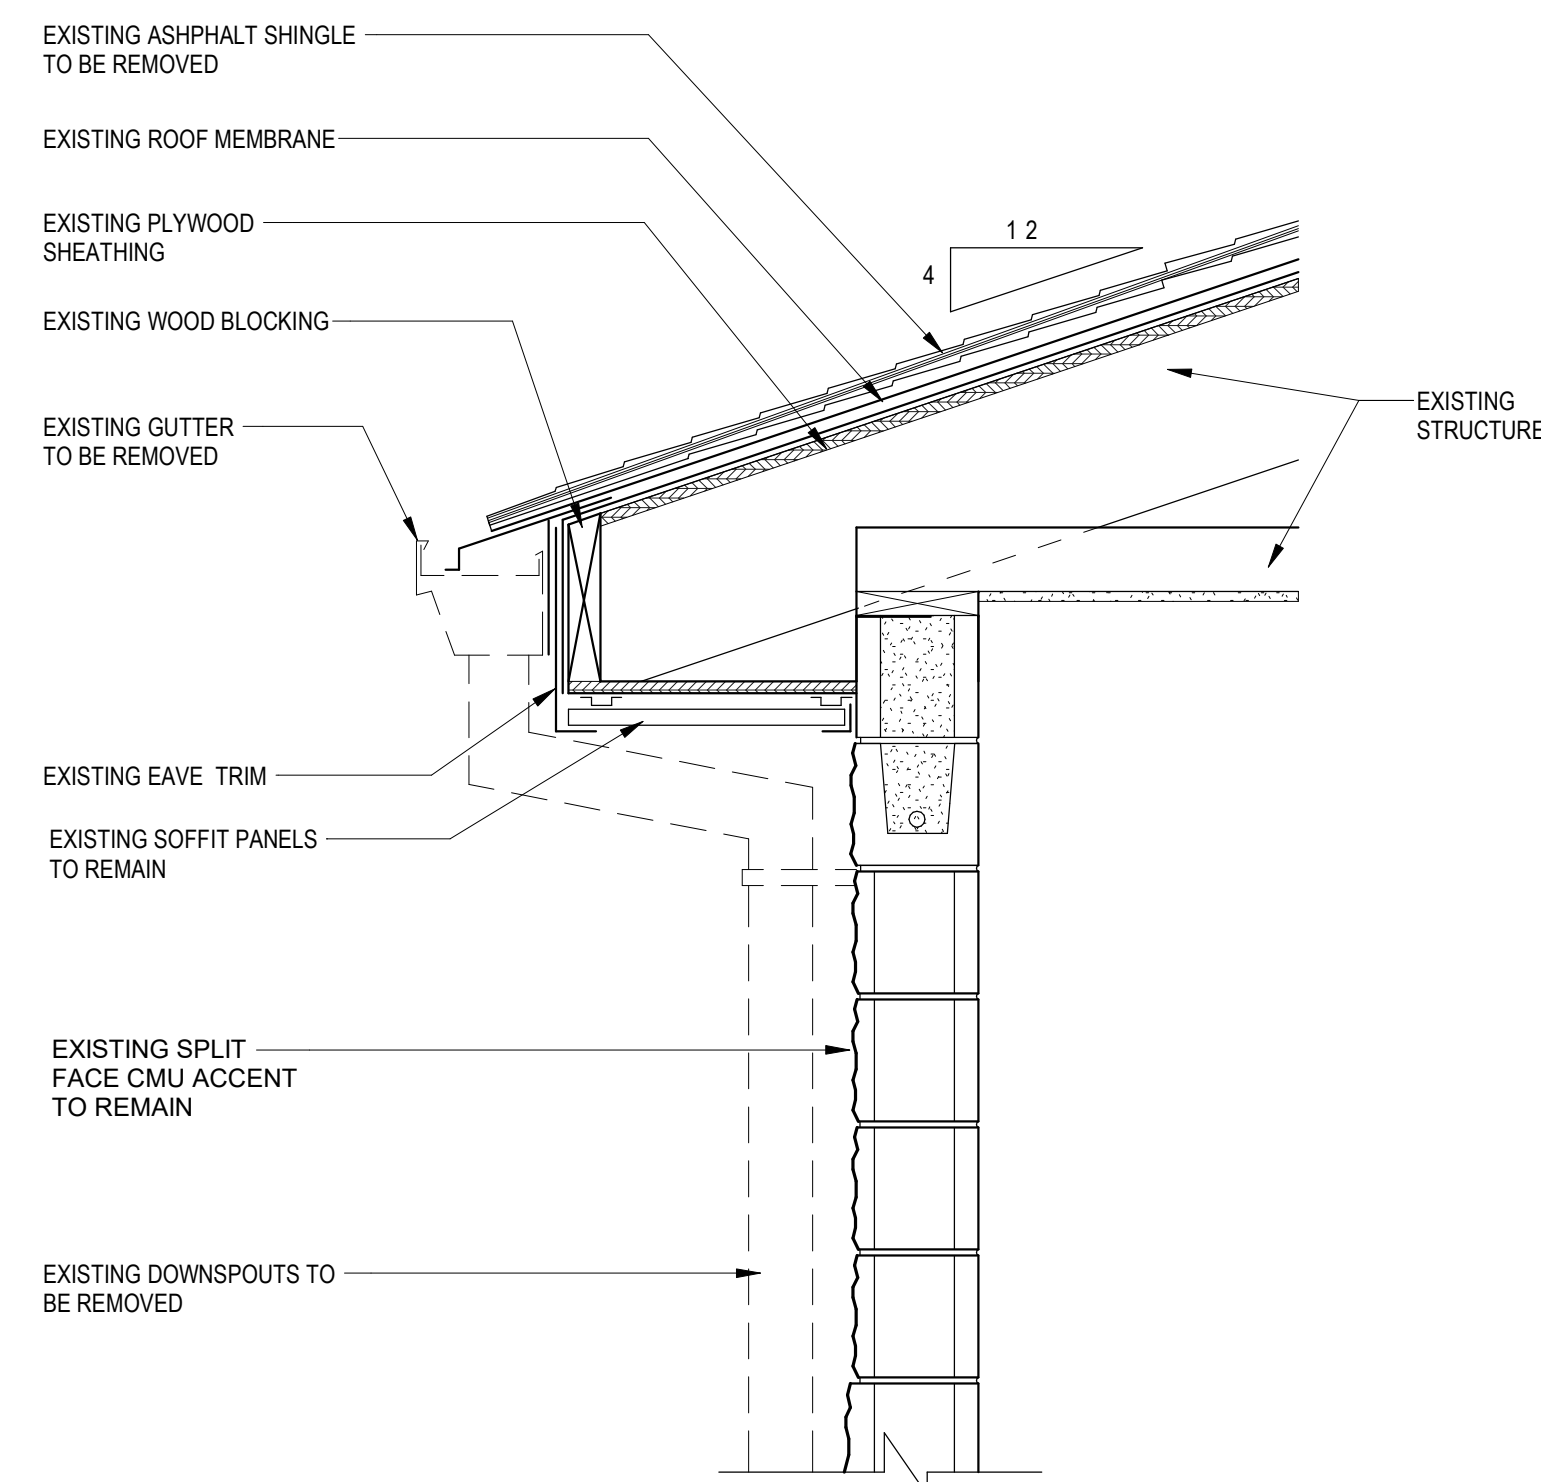 EXISTING ASHPHALT SHINGLE
TO BE REMOVED
EXISTING ROOF MEMBRANE
EXISTING PLYWOOD
SHEATHING
12
4
EXISTING WOOD BLOCKING
EXISTING GUTTER
TO BE REMOVED
EXISTING
STRUCTURE
EXISTING EAVE TRIM
EXISTING SOFFIT PANELS
TO REMAIN
EXISTING SPLIT
FACE CMU ACCENT
TO REMAIN
EXISTING DOWNSPOUTS TO
BE REMOVED